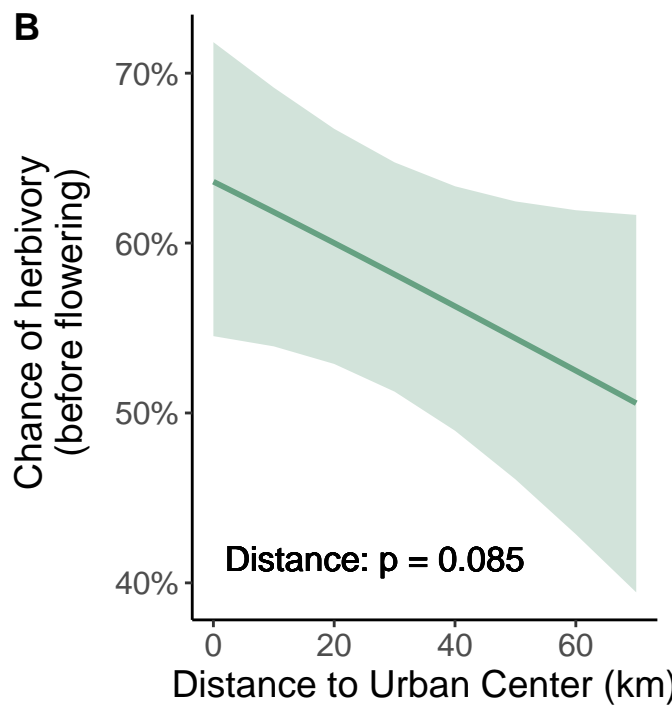 B
Chance of herbivory
(before flowering)
70%
60%
50%
40%
Distance: p = 0.085
0 20 40 60
Distance to Urban Center (km)